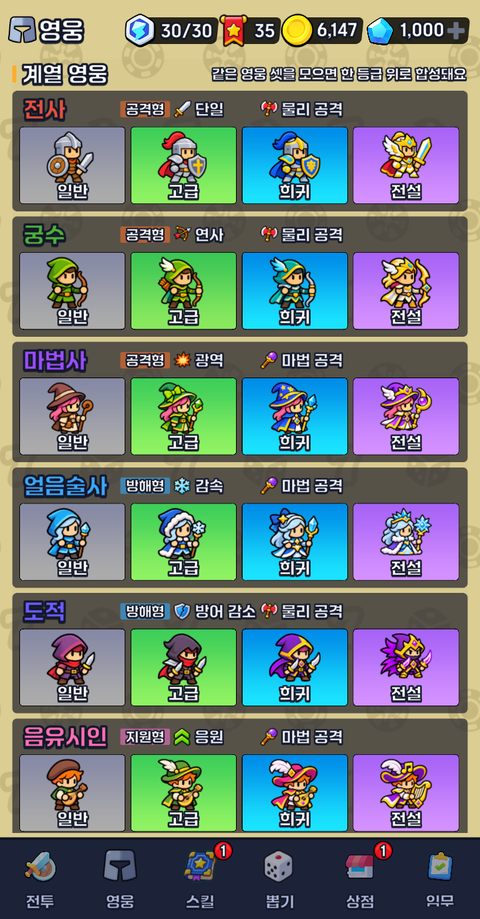 영웅 30/30 35 6,147 1,000
계열 영웅 같은 영웅 셋을 모으면 한 등급 위로 합성돼요
전사 공격형 단일 물리 공격
일반 고급 희귀 전설
궁수 공격형 연사 물리 공격
일반 고급 희귀 전설
마법사 공격형 광역 마법 공격
일반 고급 희귀 전설
얼음술사 방해형 감속 마법 공격
일반 고급 희귀 전설
도적 방해형 방어 감소 물리 공격
일반 고급 희귀 전설
음유시인 지원형 응원 마법 공격
일반 고급 희귀 전설
1 1
전투 영웅 스킬 뽑기 상점 임무